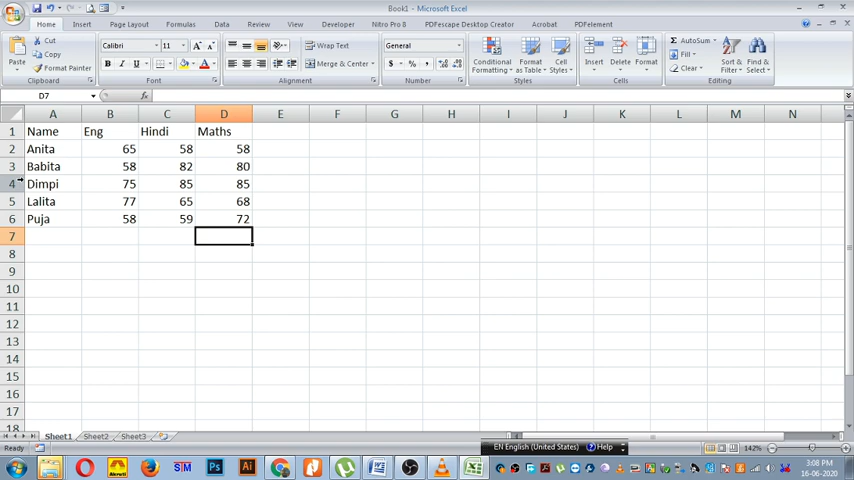 Book1 - Microsoft Excel
Home Insert Page Layout Formulas Data Review View Developer Nitro Pro 8 PDFescape Desktop Creator Acrobat PDFelement
Cut
Copy
Format Painter
Paste
Clipboard
Calibri 11
B I U
Font
Wrap Text
Merge & Center
Alignment
General
$ % ,
Number
Conditional Formatting
Format as Table
Cell Styles
Styles
Insert Delete Format
Cells
AutoSum
Fill
Clear
Sort & Filter
Find & Select
Editing
D7 fx
A B C D E F G H I J K L M N
1 Name Eng Hindi Maths
2 Anita 65 58 58
3 Babita 58 82 80
4 Dimpi 75 85 85
5 Lalita 77 65 68
6 Puja 58 59 72
7
8
9
10
11
12
13
14
15
16
17
18
Sheet1 Sheet2 Sheet3
Ready
EN English (United States) Help
142%
SM Ps Ai
3:08 PM
16-06-2020